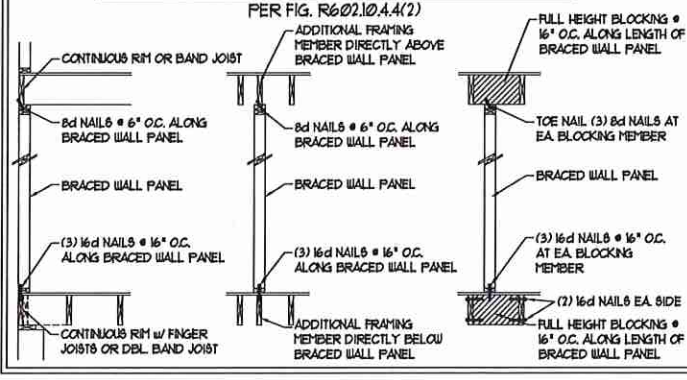 PER FIG. R602.10.4.4(2)
CONTINUOUS RIM OR BAND JOIST
8d NAILS @ 6" O.C. ALONG
BRACED WALL PANEL
BRACED WALL PANEL
(3) 16d NAILS @ 16" O.C.
ALONG BRACED WALL PANEL
CONTINUOUS RIM w/ FINGER
JOISTS OR DBL. BAND JOIST
ADDITIONAL FRAMING
MEMBER DIRECTLY ABOVE
BRACED WALL PANEL
8d NAILS @ 6" O.C. ALONG
BRACED WALL PANEL
BRACED WALL PANEL
(3) 16d NAILS @ 16" O.C.
ALONG BRACED WALL PANEL
ADDITIONAL FRAMING
MEMBER DIRECTLY BELOW
BRACED WALL PANEL
FULL HEIGHT BLOCKING @
16" O.C. ALONG LENGTH OF
BRACED WALL PANEL
TOE NAIL (3) 8d NAILS AT
EA. BLOCKING MEMBER
BRACED WALL PANEL
(3) 16d NAILS @ 16" O.C.
AT EA. BLOCKING
MEMBER
(2) 16d NAILS EA. SIDE
FULL HEIGHT BLOCKING @
16" O.C. ALONG LENGTH OF
BRACED WALL PANEL